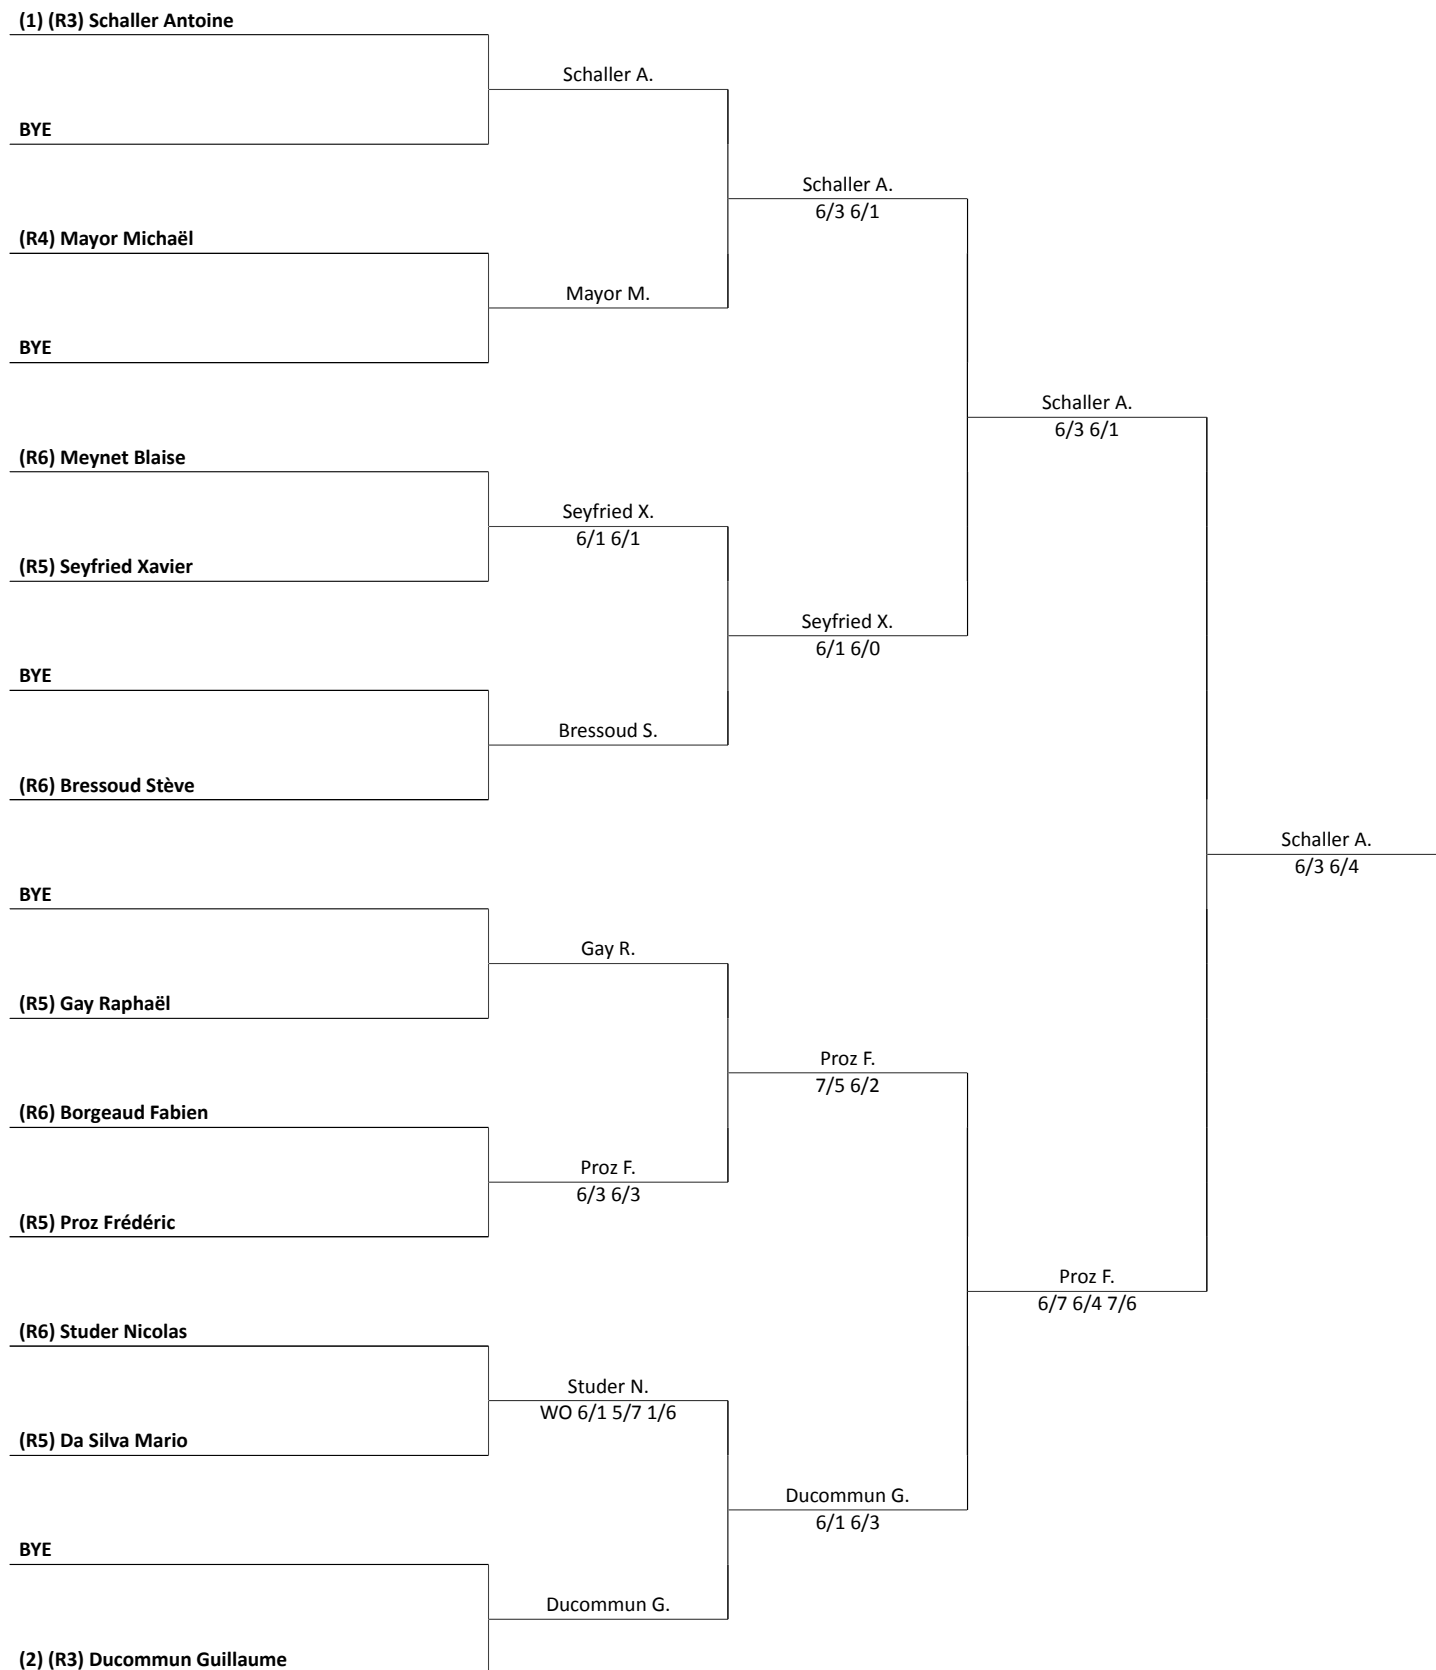 (1) (R3) Schaller Antoine
Schaller A.
BYE
Schaller A.
6/3 6/1
(R4) Mayor Michaël
Mayor M.
BYE
Schaller A.
6/3 6/1
(R6) Meynet Blaise
Seyfried X.
6/1 6/1
(R5) Seyfried Xavier
Seyfried X.
6/1 6/0
BYE
Bressoud S.
(R6) Bressoud Stève
Schaller A.
6/3 6/4
BYE
Gay R.
(R5) Gay Raphaël
Proz F.
7/5 6/2
(R6) Borgeaud Fabien
Proz F.
6/3 6/3
(R5) Proz Frédéric
Proz F.
6/7 6/4 7/6
(R6) Studer Nicolas
Studer N.
WO 6/1 5/7 1/6
(R5) Da Silva Mario
Ducommun G.
6/1 6/3
BYE
Ducommun G.
(2) (R3) Ducommun Guillaume